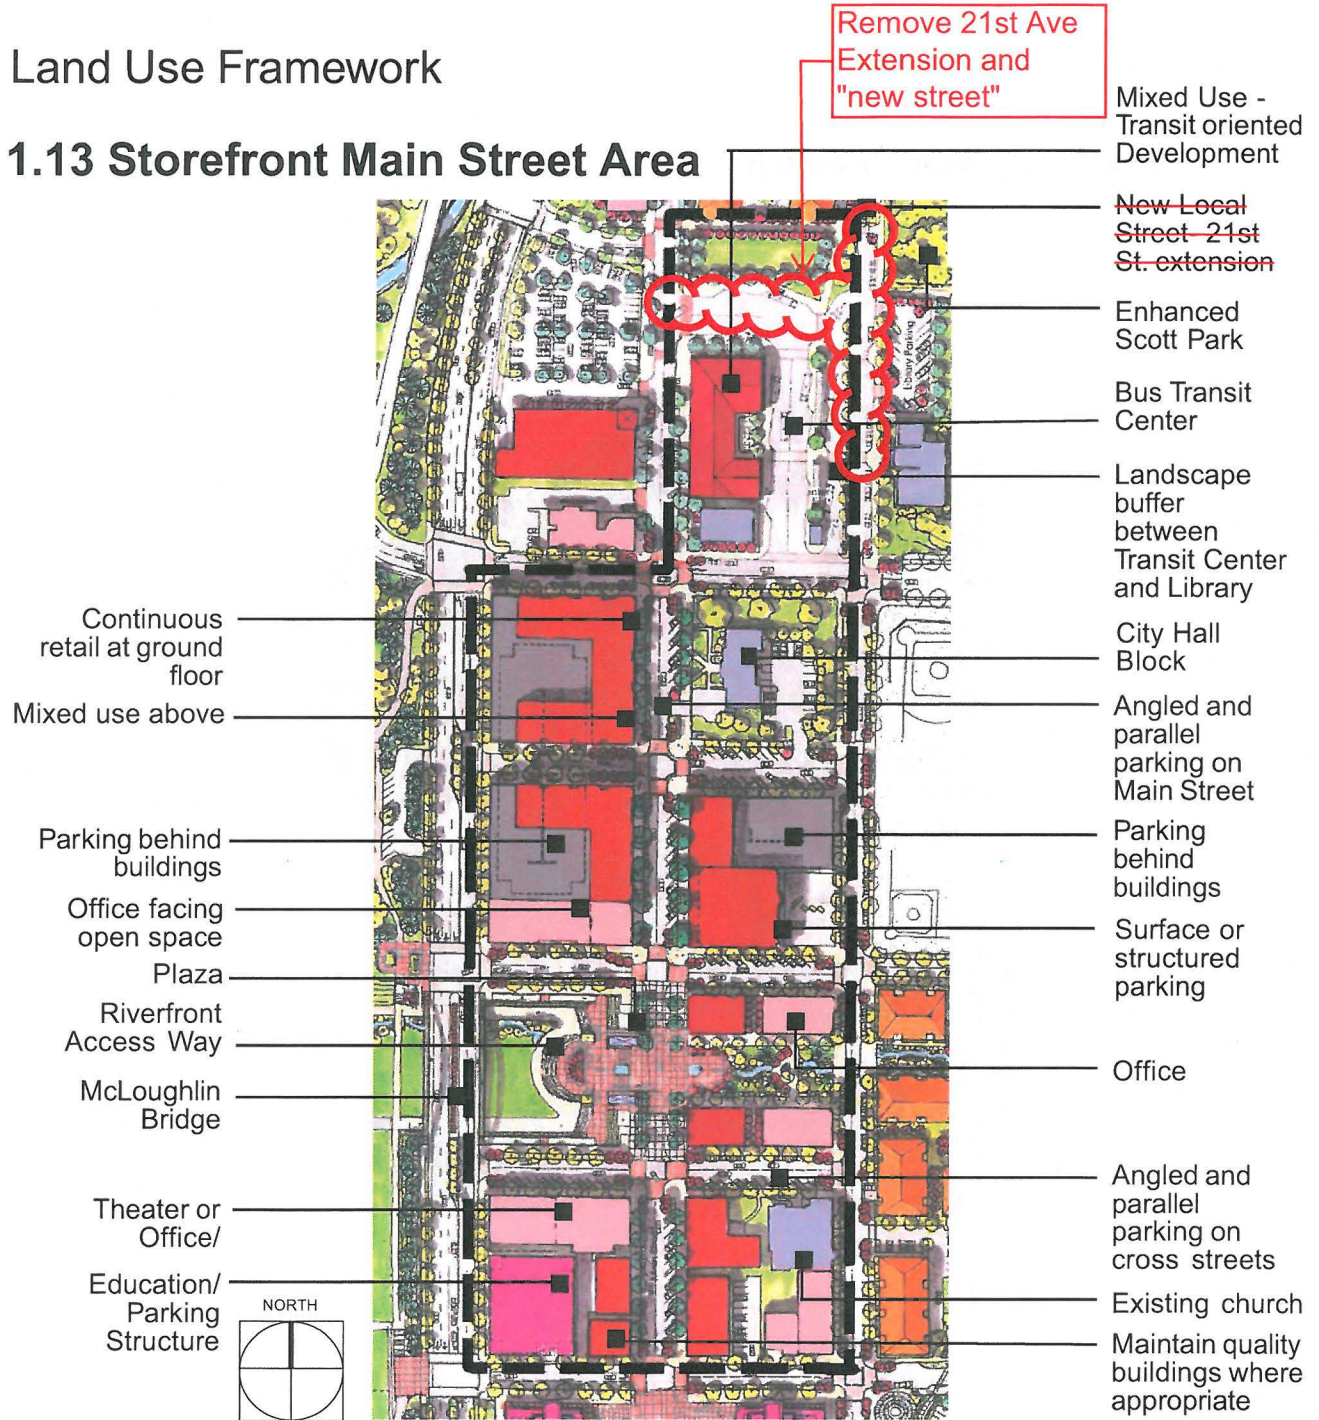 Remove 21st Ave
Extension and
"new street"
Land Use Framework
1.13 Storefront Main Street Area
Mixed Use -
Transit oriented
Development
New Local
Street- 21st
St. extension
Enhanced
Scott Park
Library Parking
Bus Transit
Center
Landscape
buffer
between
Transit Center
and Library
Continuous
retail at ground
floor
City Hall
Block
Mixed use above
Angled and
parallel
parking on
Main Street
Parking behind
buildings
Parking
behind
buildings
Office facing
open space
Surface or
structured
parking
Plaza
Riverfront
Access Way
Office
McLoughlin
Bridge
Angled and
parallel
parking on
cross streets
Theater or
Office/
Education/
Parking
Structure
Existing church
Maintain quality
buildings where
appropriate
NORTH